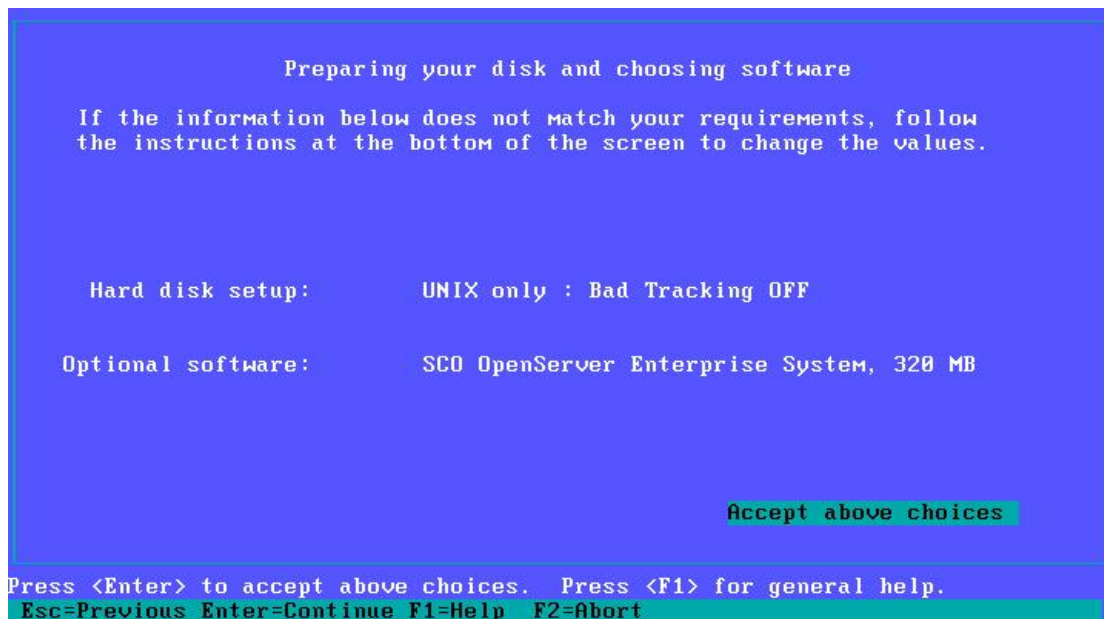 Preparing your disk and choosing software
If the information below does not match your requirements, follow
the instructions at the bottom of the screen to change the values.
Hard disk setup: UNIX only : Bad Tracking OFF
Optional software: SCO OpenServer Enterprise System, 320 MB
Accept above choices
Press <Enter> to accept above choices. Press <F1> for general help.
Esc=Previous Enter=Continue F1=Help F2=Abort